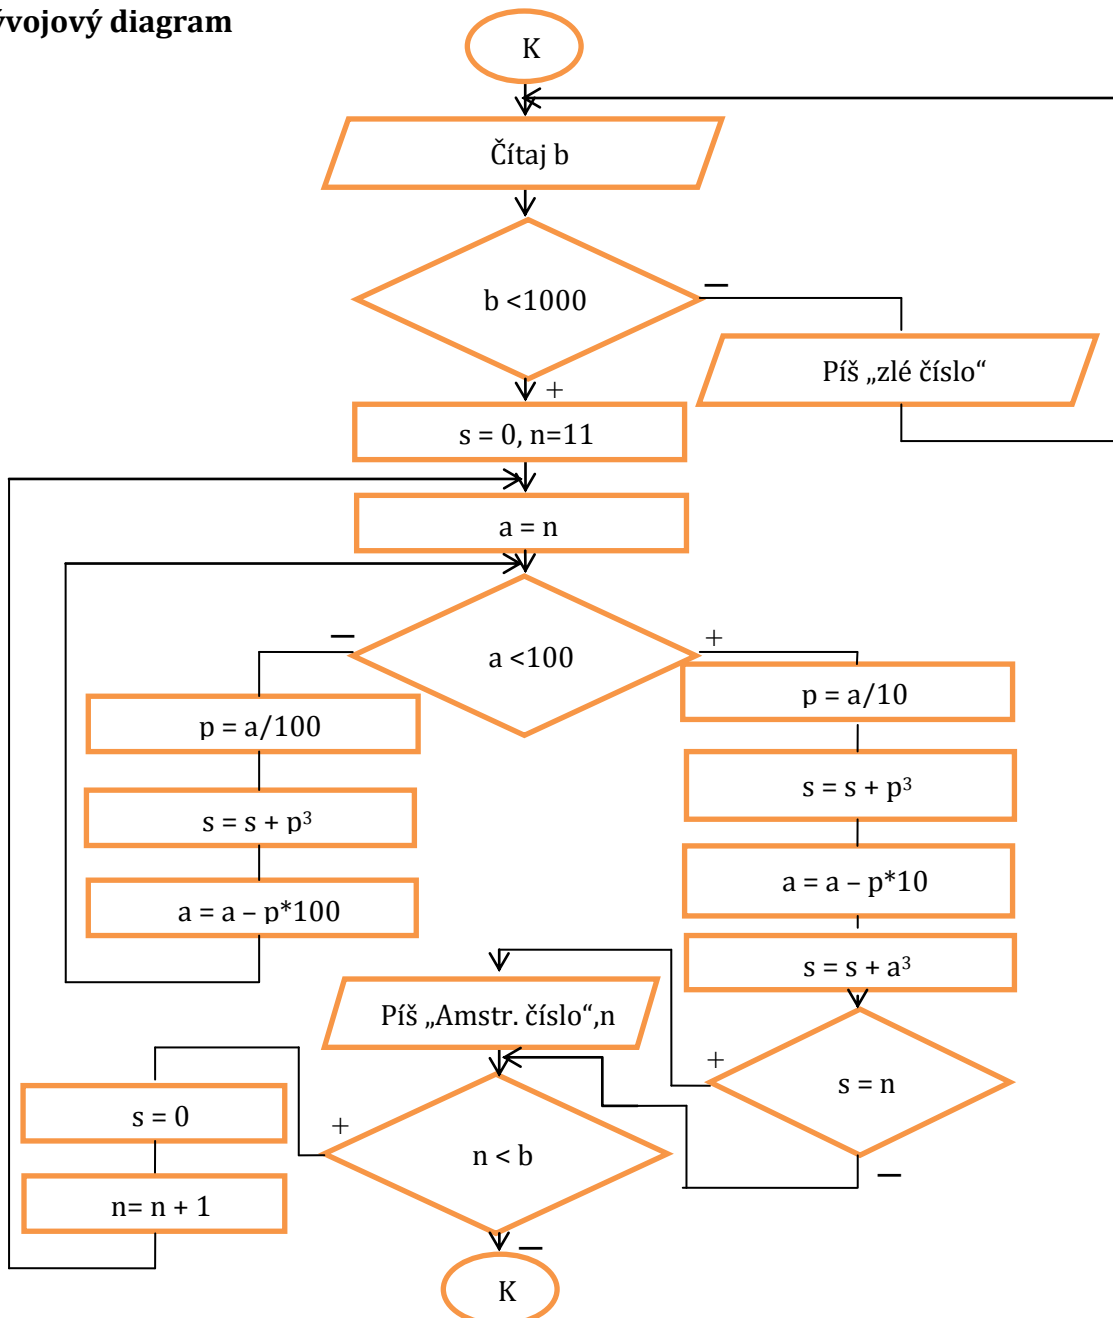 ývojový diagram
K
Čítaj b
b <1000
–
Píš „zlé číslo“
+
s = 0, n=11
a = n
–
a <100
+
p = a/100
p = a/10
s = s + p³
s = s + p³
a = a – p*100
a = a – p*10
s = s + a³
Píš „Amstr. číslo“,n
+
s = n
–
s = 0
+
n < b
n= n + 1
–
K